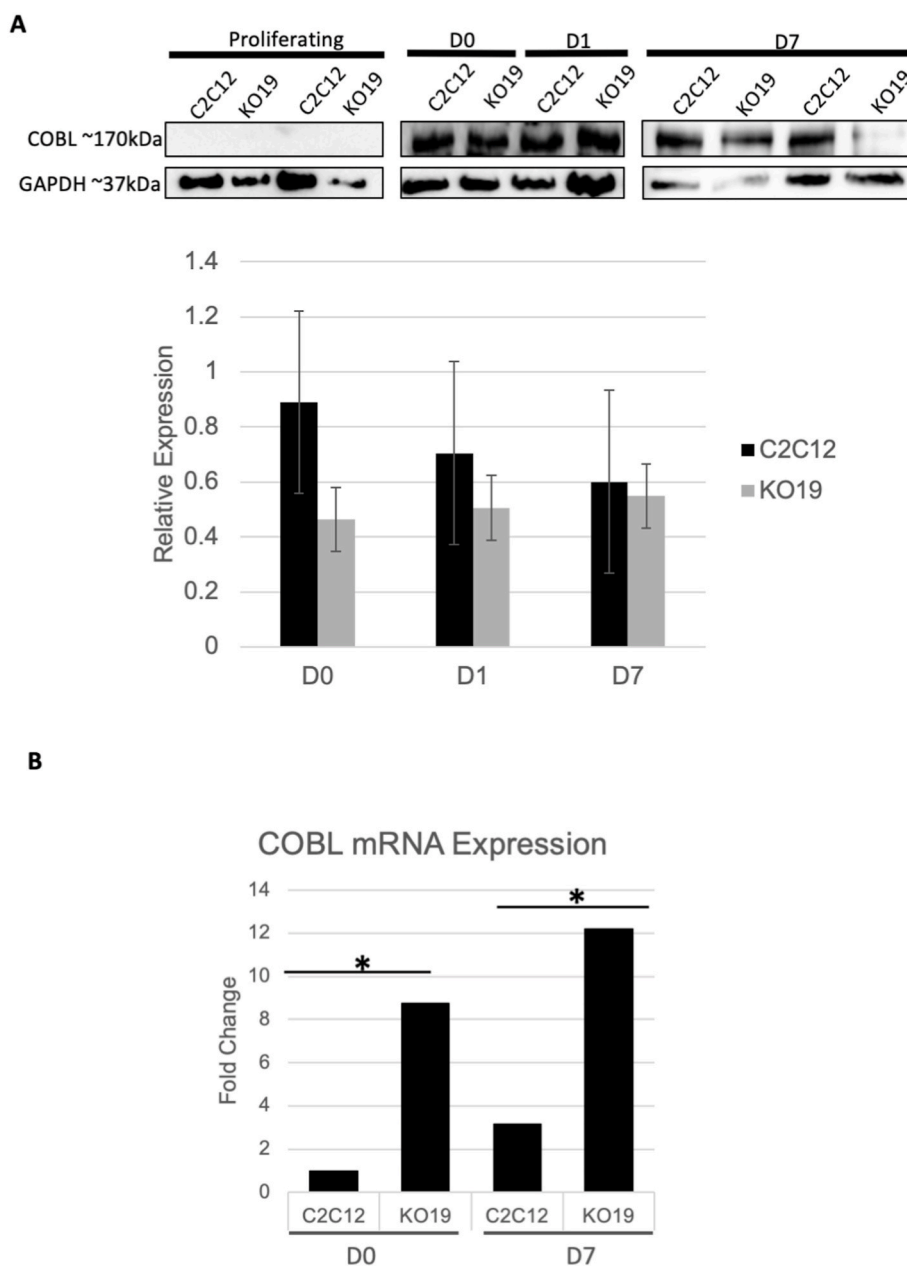 A
Proliferating D0 D1 D7
C2C12 KO19 C2C12 KO19 C2C12 KO19 C2C12 KO19 C2C12 KO19 C2C12 KO19
COBL ~170kDa
GAPDH ~37kDa
1.4
1.2
1
0.8
0.6
0.4
0.2
0
Relative Expression
C2C12
KO19
D0 D1 D7
B
COBL mRNA Expression
14
12
10
8
6
4
2
0
Fold Change
*
*
C2C12 KO19 C2C12 KO19
D0 D7